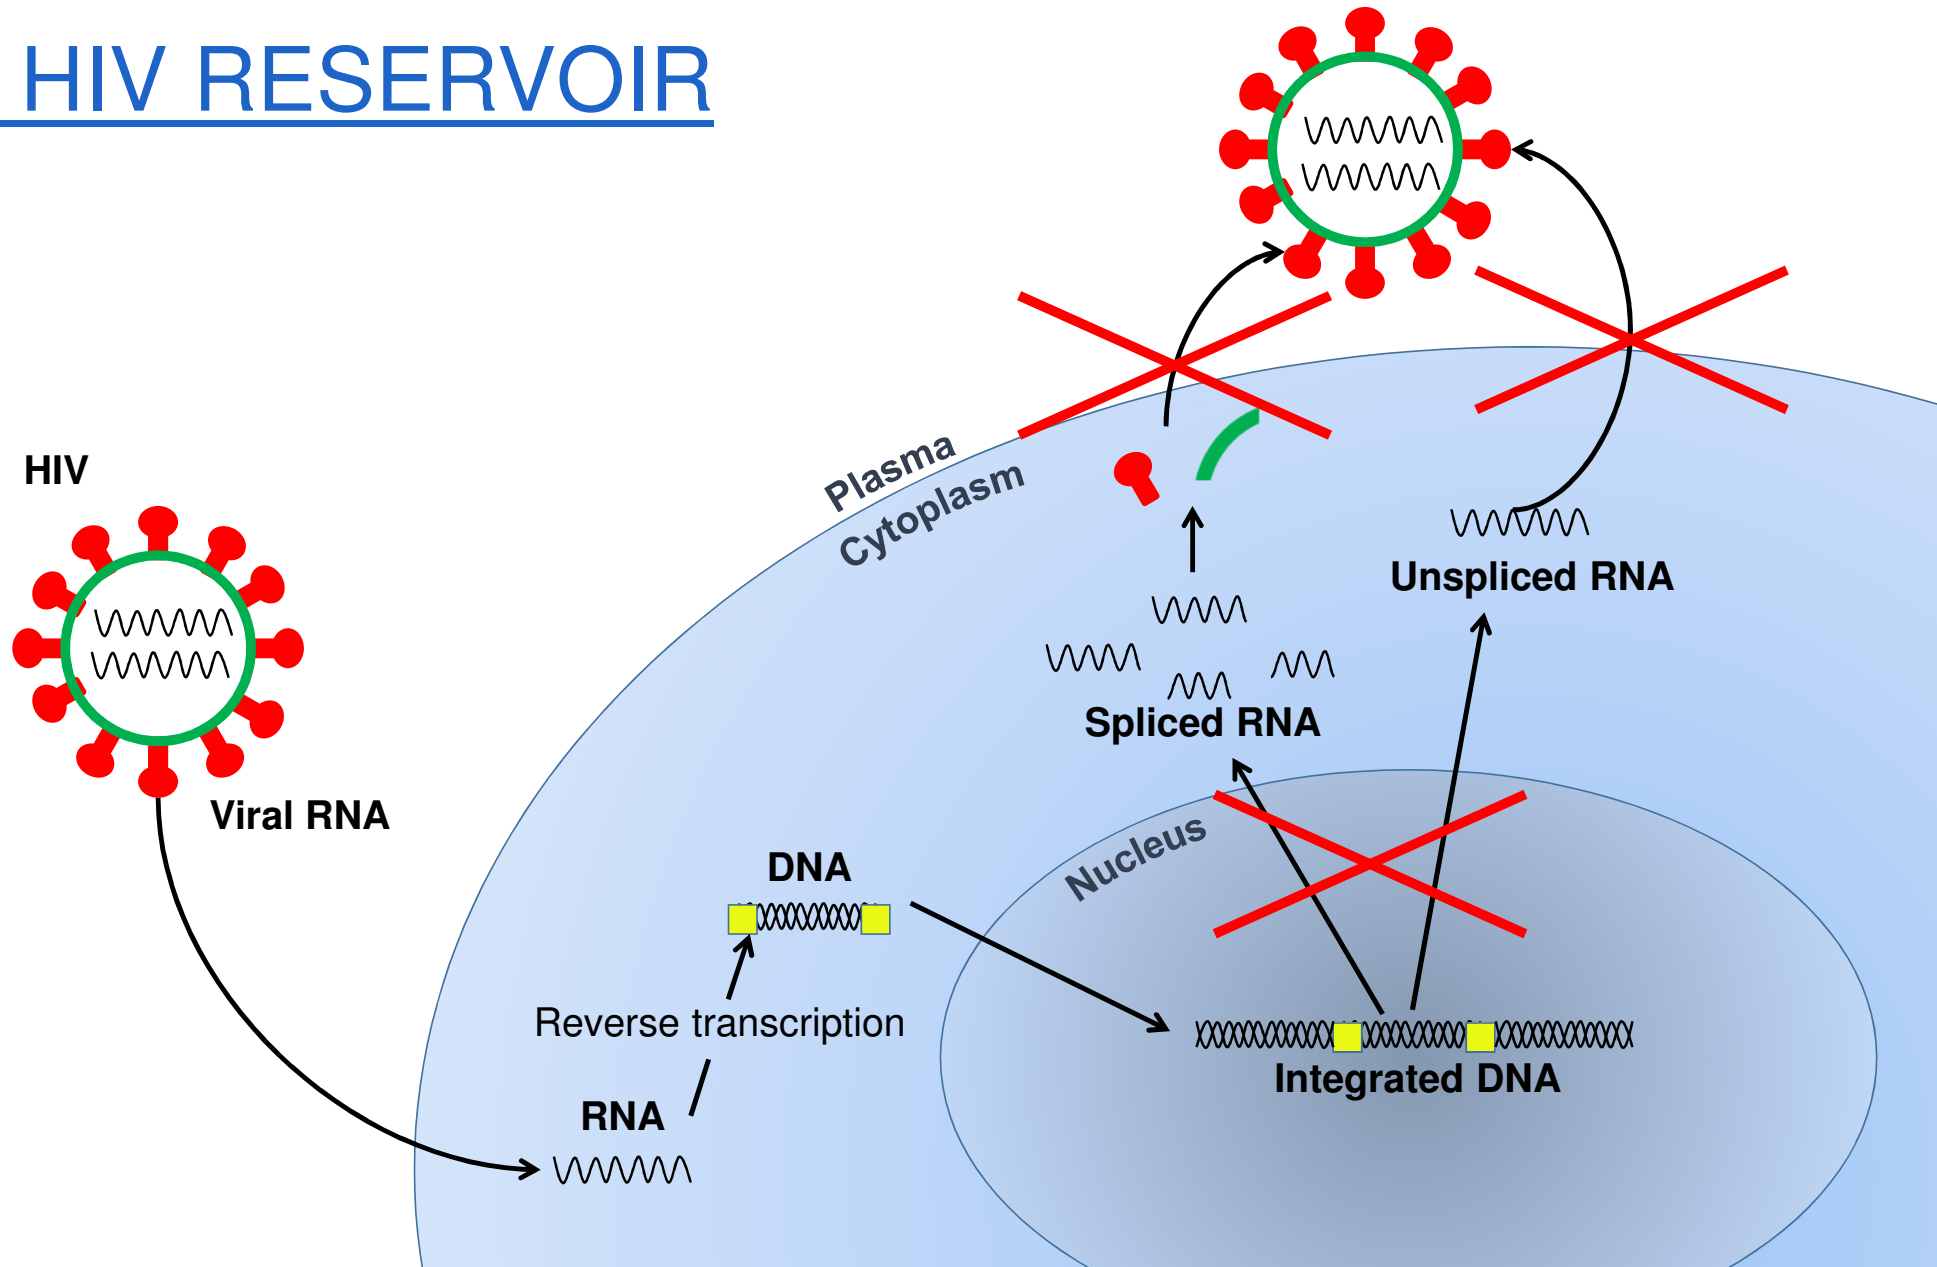 HIV RESERVOIR
HIV
Plasma
Cytoplasm
Unspliced RNA
Spliced RNA
Viral RNA
Nucleus
DNA
Reverse transcription
Integrated DNA
RNA